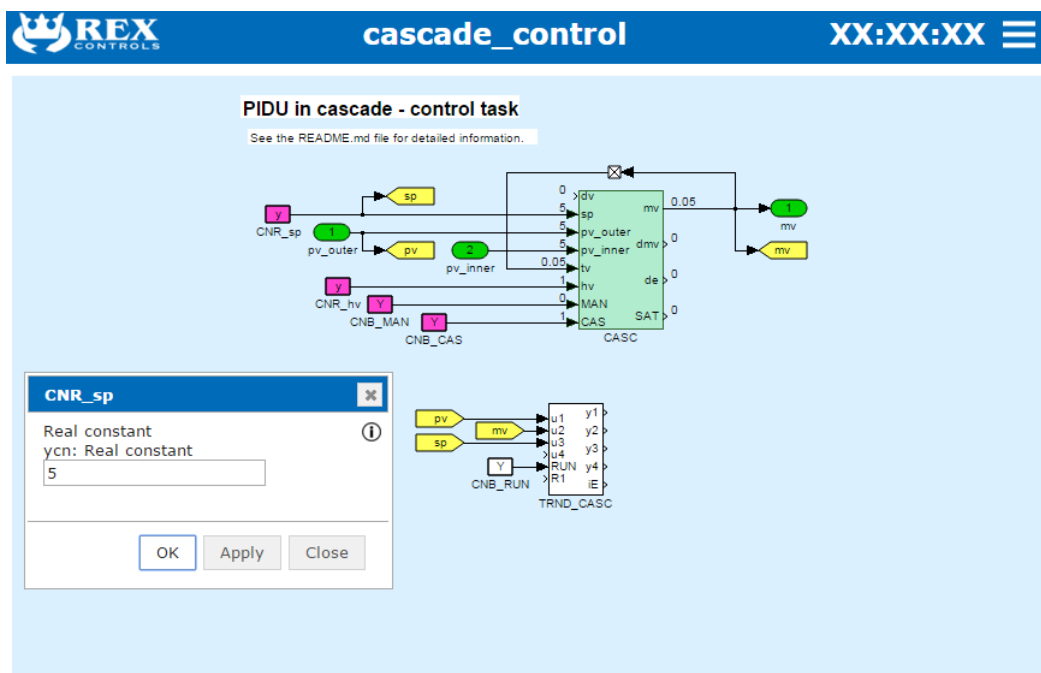 REX
CONTROLS
cascade_control
XX:XX:XX
PIDU in cascade - control task
See the README.md file for detailed information.
sp
y
CNR_sp
1
pv_outer
pv
2
pv_inner
y
CNR_hv
Y
CNB_MAN
Y
CNB_CAS
0
5
5
5
0.05
1
0
1
dv
sp
pv_outer
pv_inner
tv
hv
MAN
CAS
mv
dmv
de
SAT
CASC
0.05
0
0
0
1
mv
mv
CNR_sp
Real constant
ycn: Real constant
5
OK
Apply
Close
pv
mv
sp
Y
CNB_RUN
u1
u2
u3
u4
RUN
R1
y1
y2
y3
y4
iE
TRND_CASC